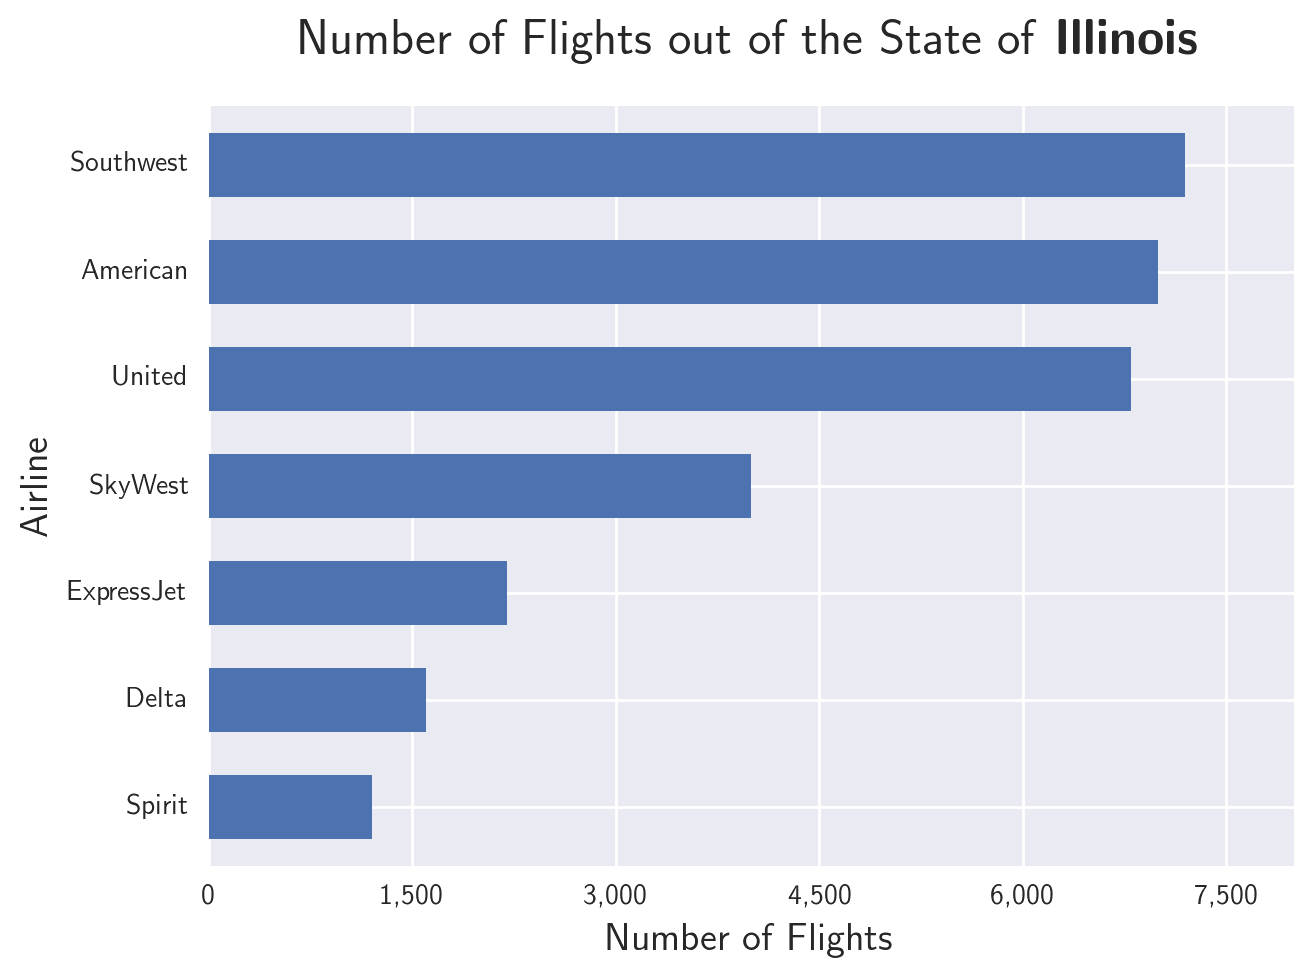 Number of Flights out of the State of Illinois
Southwest
American
United
SkyWest
ExpressJet
Delta
Spirit
Airline
0 1,500 3,000 4,500 6,000 7,500
Number of Flights